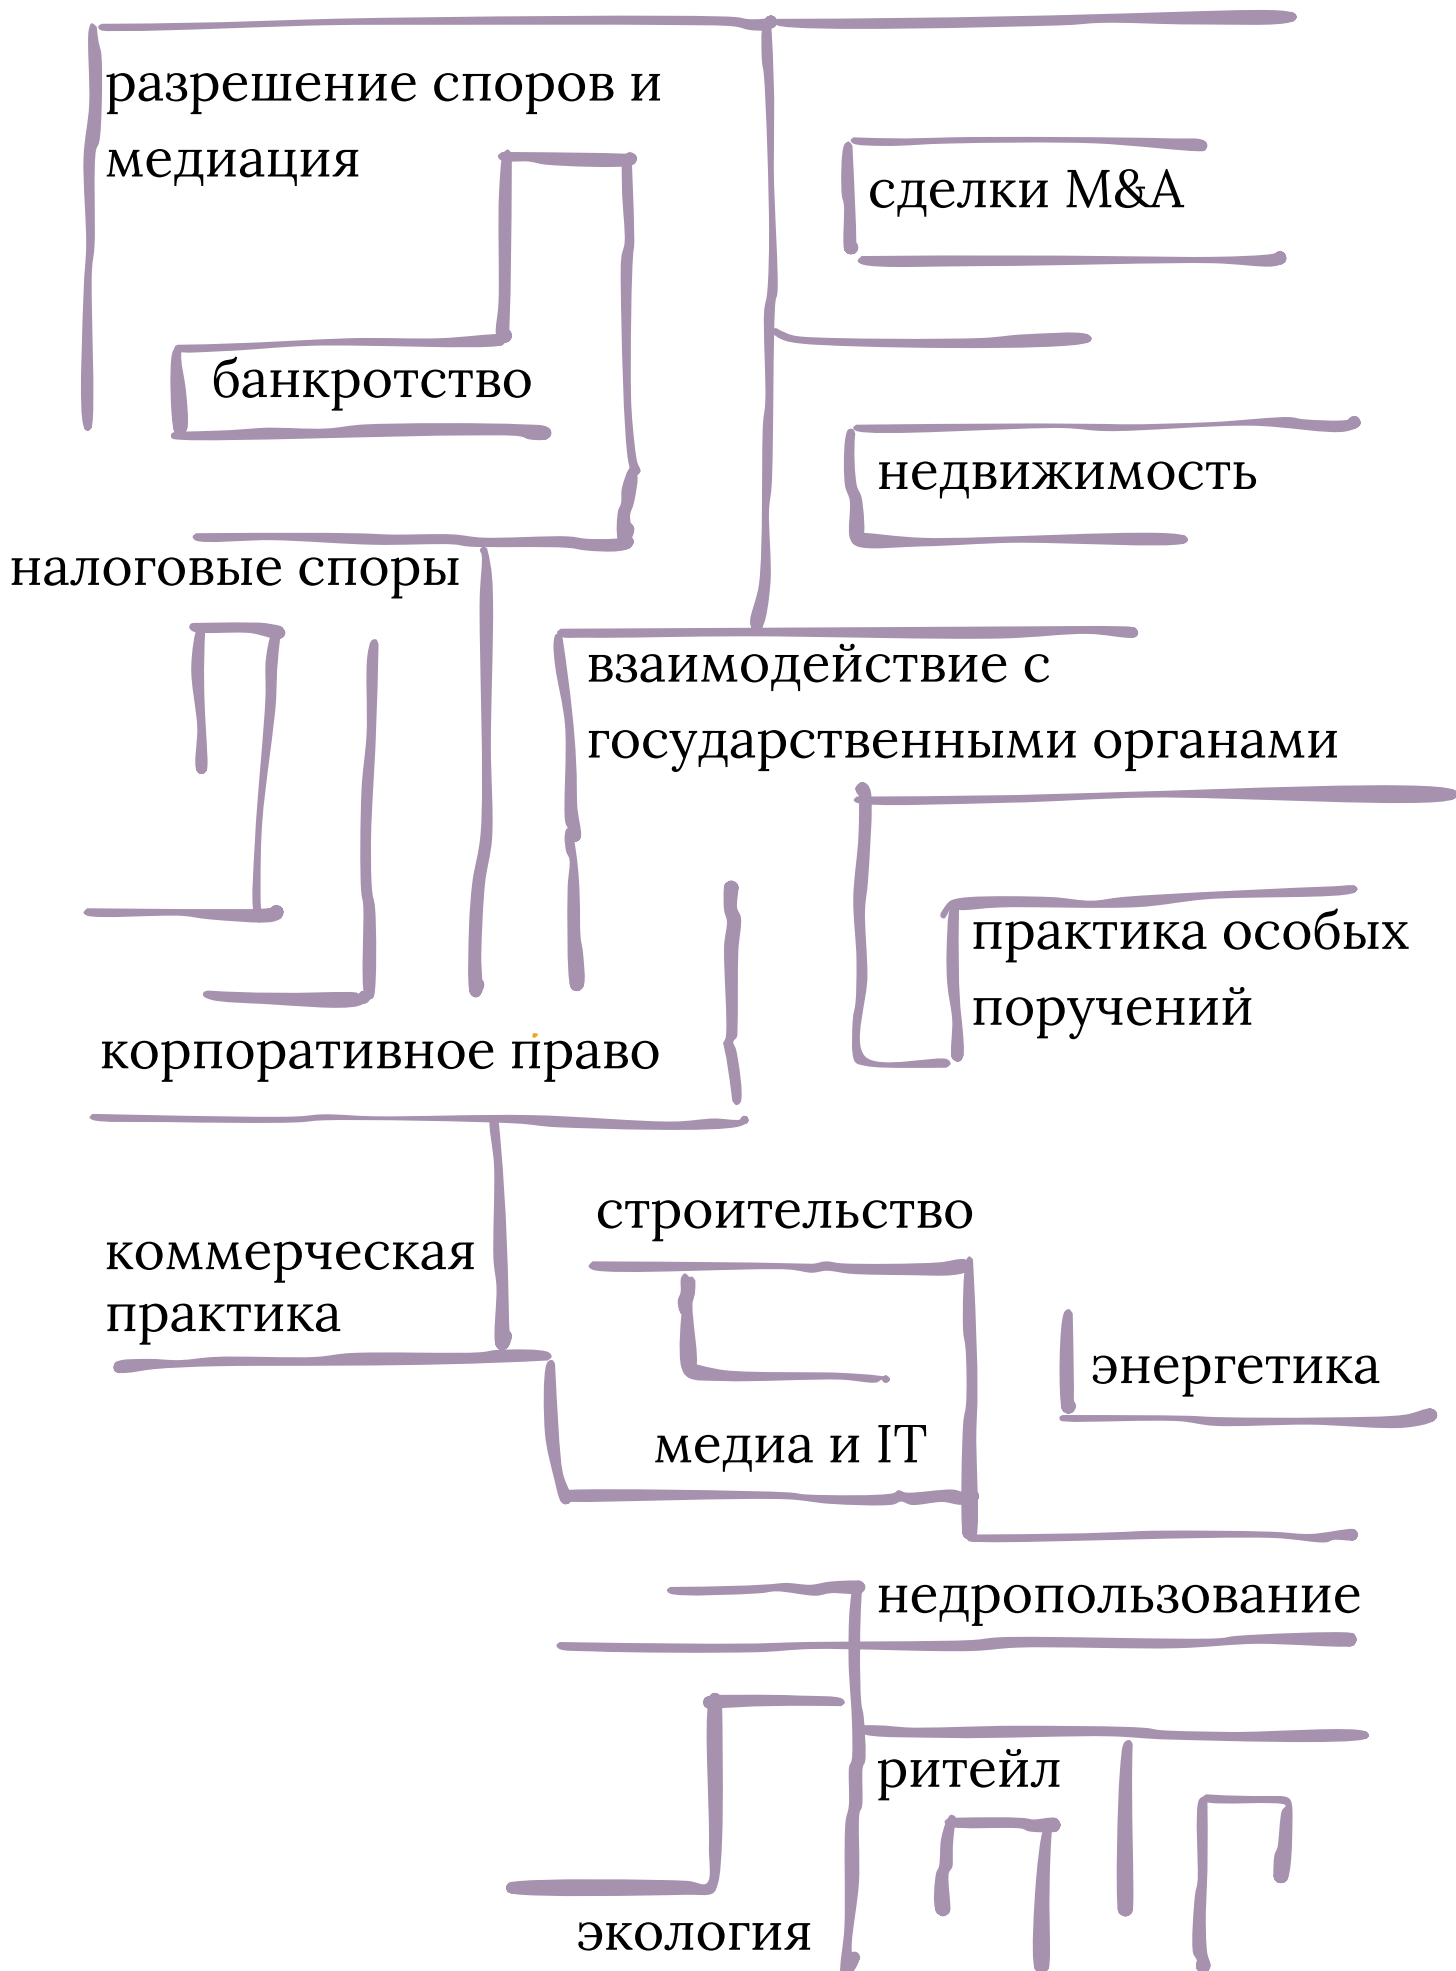 разрешение споров и
медиация
сделки M&A
банкротство
недвижимость
налоговые споры
взаимодействие с
государственными органами
практика особых
поручений
корпоративное право
строительство
коммерческая
практика
энергетика
медиа и IT
недропользование
ритейл
экология